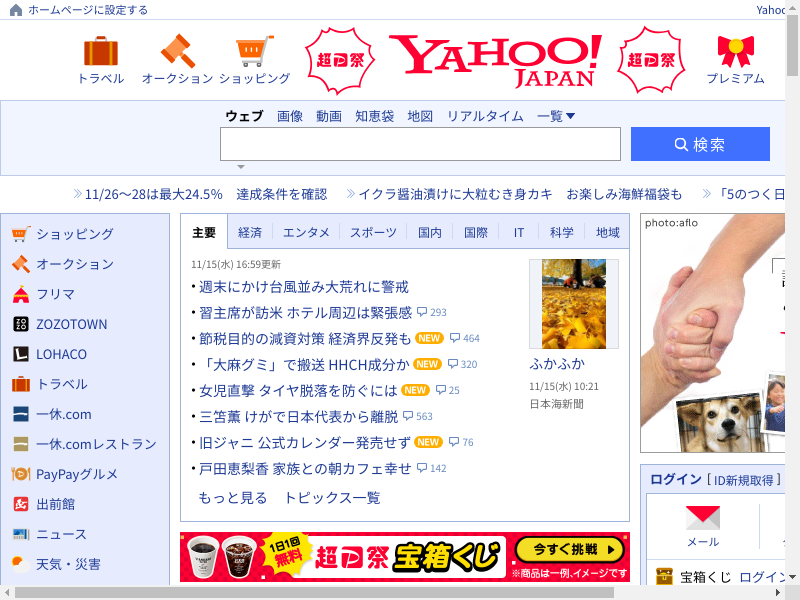 ホームページに設定する
Yahoo
トラベル
オークション
ショッピング
超PayPay祭
YAHOO!
JAPAN
超PayPay祭
プレミアム
ウェブ 画像 動画 知恵袋 地図 リアルタイム 一覧▼
検索
11/26〜28は最大24.5% 達成条件を確認
イクラ醤油漬けに大粒むき身カキ お楽しみ海鮮福袋も
「5のつく日
ショッピング
オークション
フリマ
ZOZOTOWN
LOHACO
トラベル
一休.com
一休.comレストラン
PayPayグルメ
出前館
ニュース
天気・災害
主要 経済 エンタメ スポーツ 国内 国際 IT 科学 地域
11/15(水) 16:59更新
・週末にかけ台風並み大荒れに警戒
・習主席が訪米 ホテル周辺は緊張感 293
・節税目的の減資対策 経済界反発も NEW 464
・「大麻グミ」で搬送 HHCH成分か NEW 320
・女児直撃 タイヤ脱落を防ぐには NEW 25
・三笘薫 けがで日本代表から離脱 563
・旧ジャニ 公式カレンダー発売せず NEW 76
・戸田恵梨香 家族との朝カフェ幸せ 142
もっと見る トピックス一覧
ふかふか
11/15(水) 10:21
日本海新聞
1日1回
無料
超PayPay祭
宝箱くじ
今すぐ挑戦
※商品は一例、イメージです
photo:aflo
ログイン [ ID新規取得 ]
メール
宝箱くじ ログイン